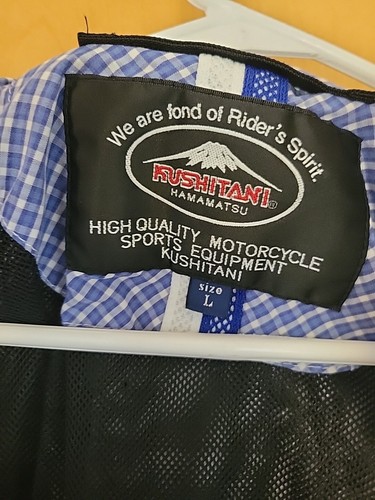 We are fond of Rider's Spirit.
KUSHITANI®
HAMAMATSU
HIGH QUALITY MOTORCYCLE
SPORTS EQUIPMENT
KUSHITANI
size
L